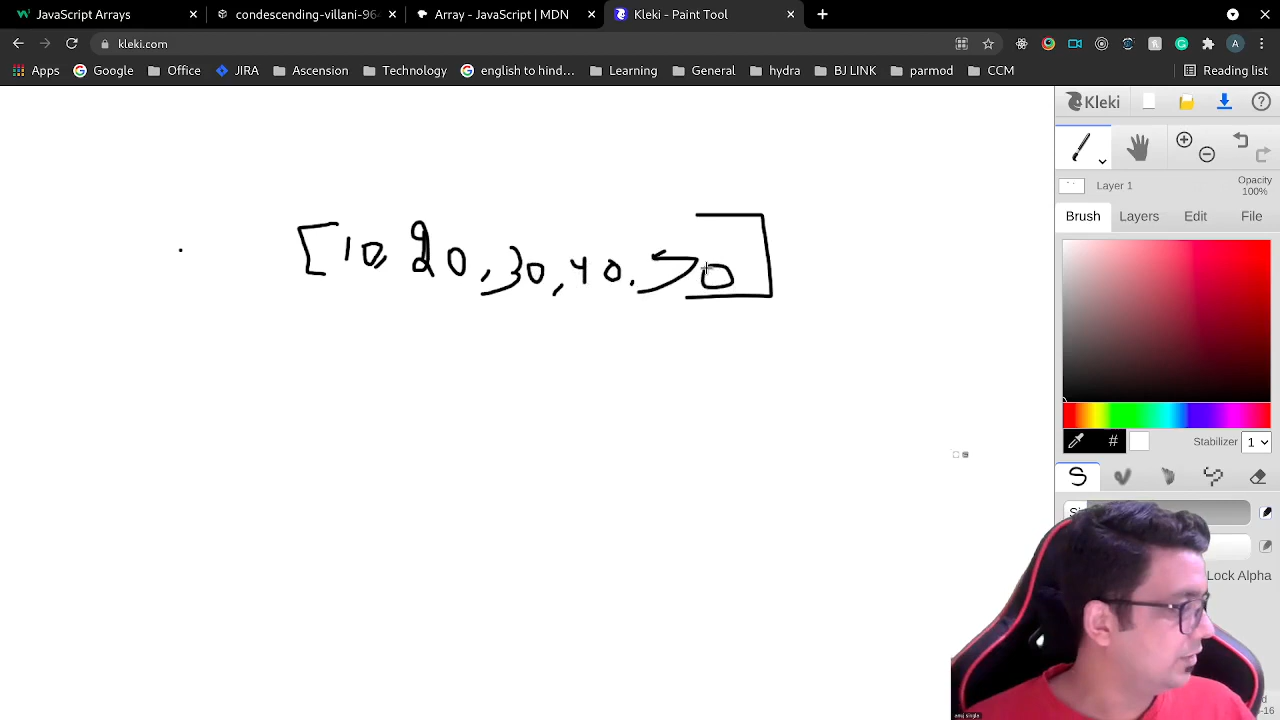 JavaScript Arrays
condescending-villani-96
Array - JavaScript | MDN
Kleki - Paint Tool
kleki.com
A
Apps Google Office JIRA Ascension Technology english to hind... Learning General hydra BJ LINK parmod CCM Reading list
Kleki
Layer 1
Opacity
100%
Brush Layers Edit File
[10, 20, 30, 40. 50]
# Stabilizer 1
S
Lock Alpha
-16